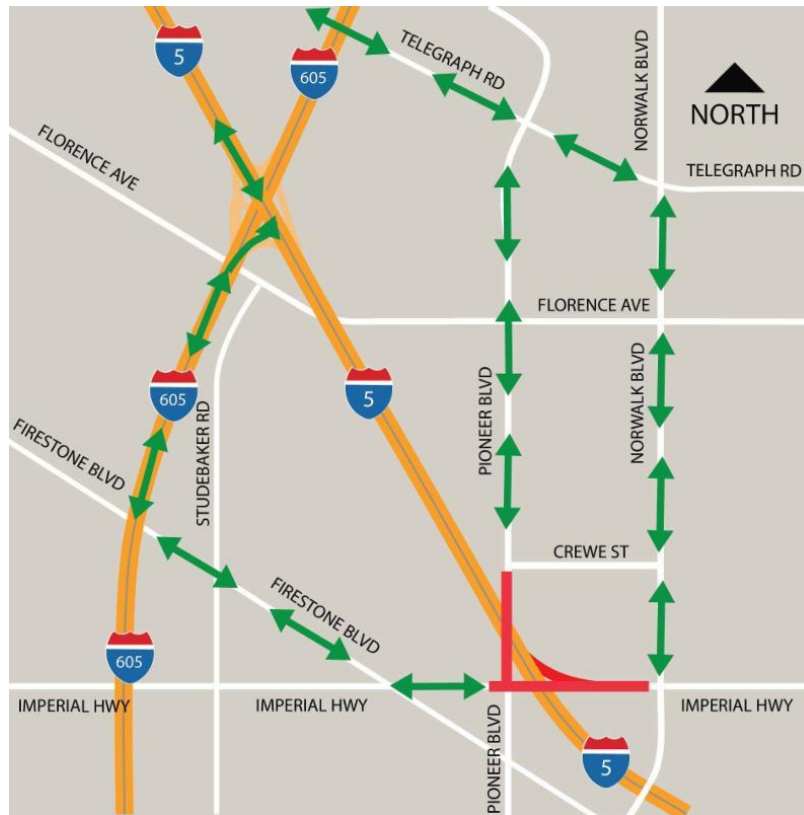 5
605
TELEGRAPH RD
NORWALK BLVD
NORTH
FLORENCE AVE
TELEGRAPH RD
FLORENCE AVE
605
5
STUDEBAKER RD
PIONEER BLVD
NORWALK BLVD
FIRESTONE BLVD
CREWE ST
FIRESTONE BLVD
605
IMPERIAL HWY
IMPERIAL HWY
IMPERIAL HWY
PIONEER BLVD
5